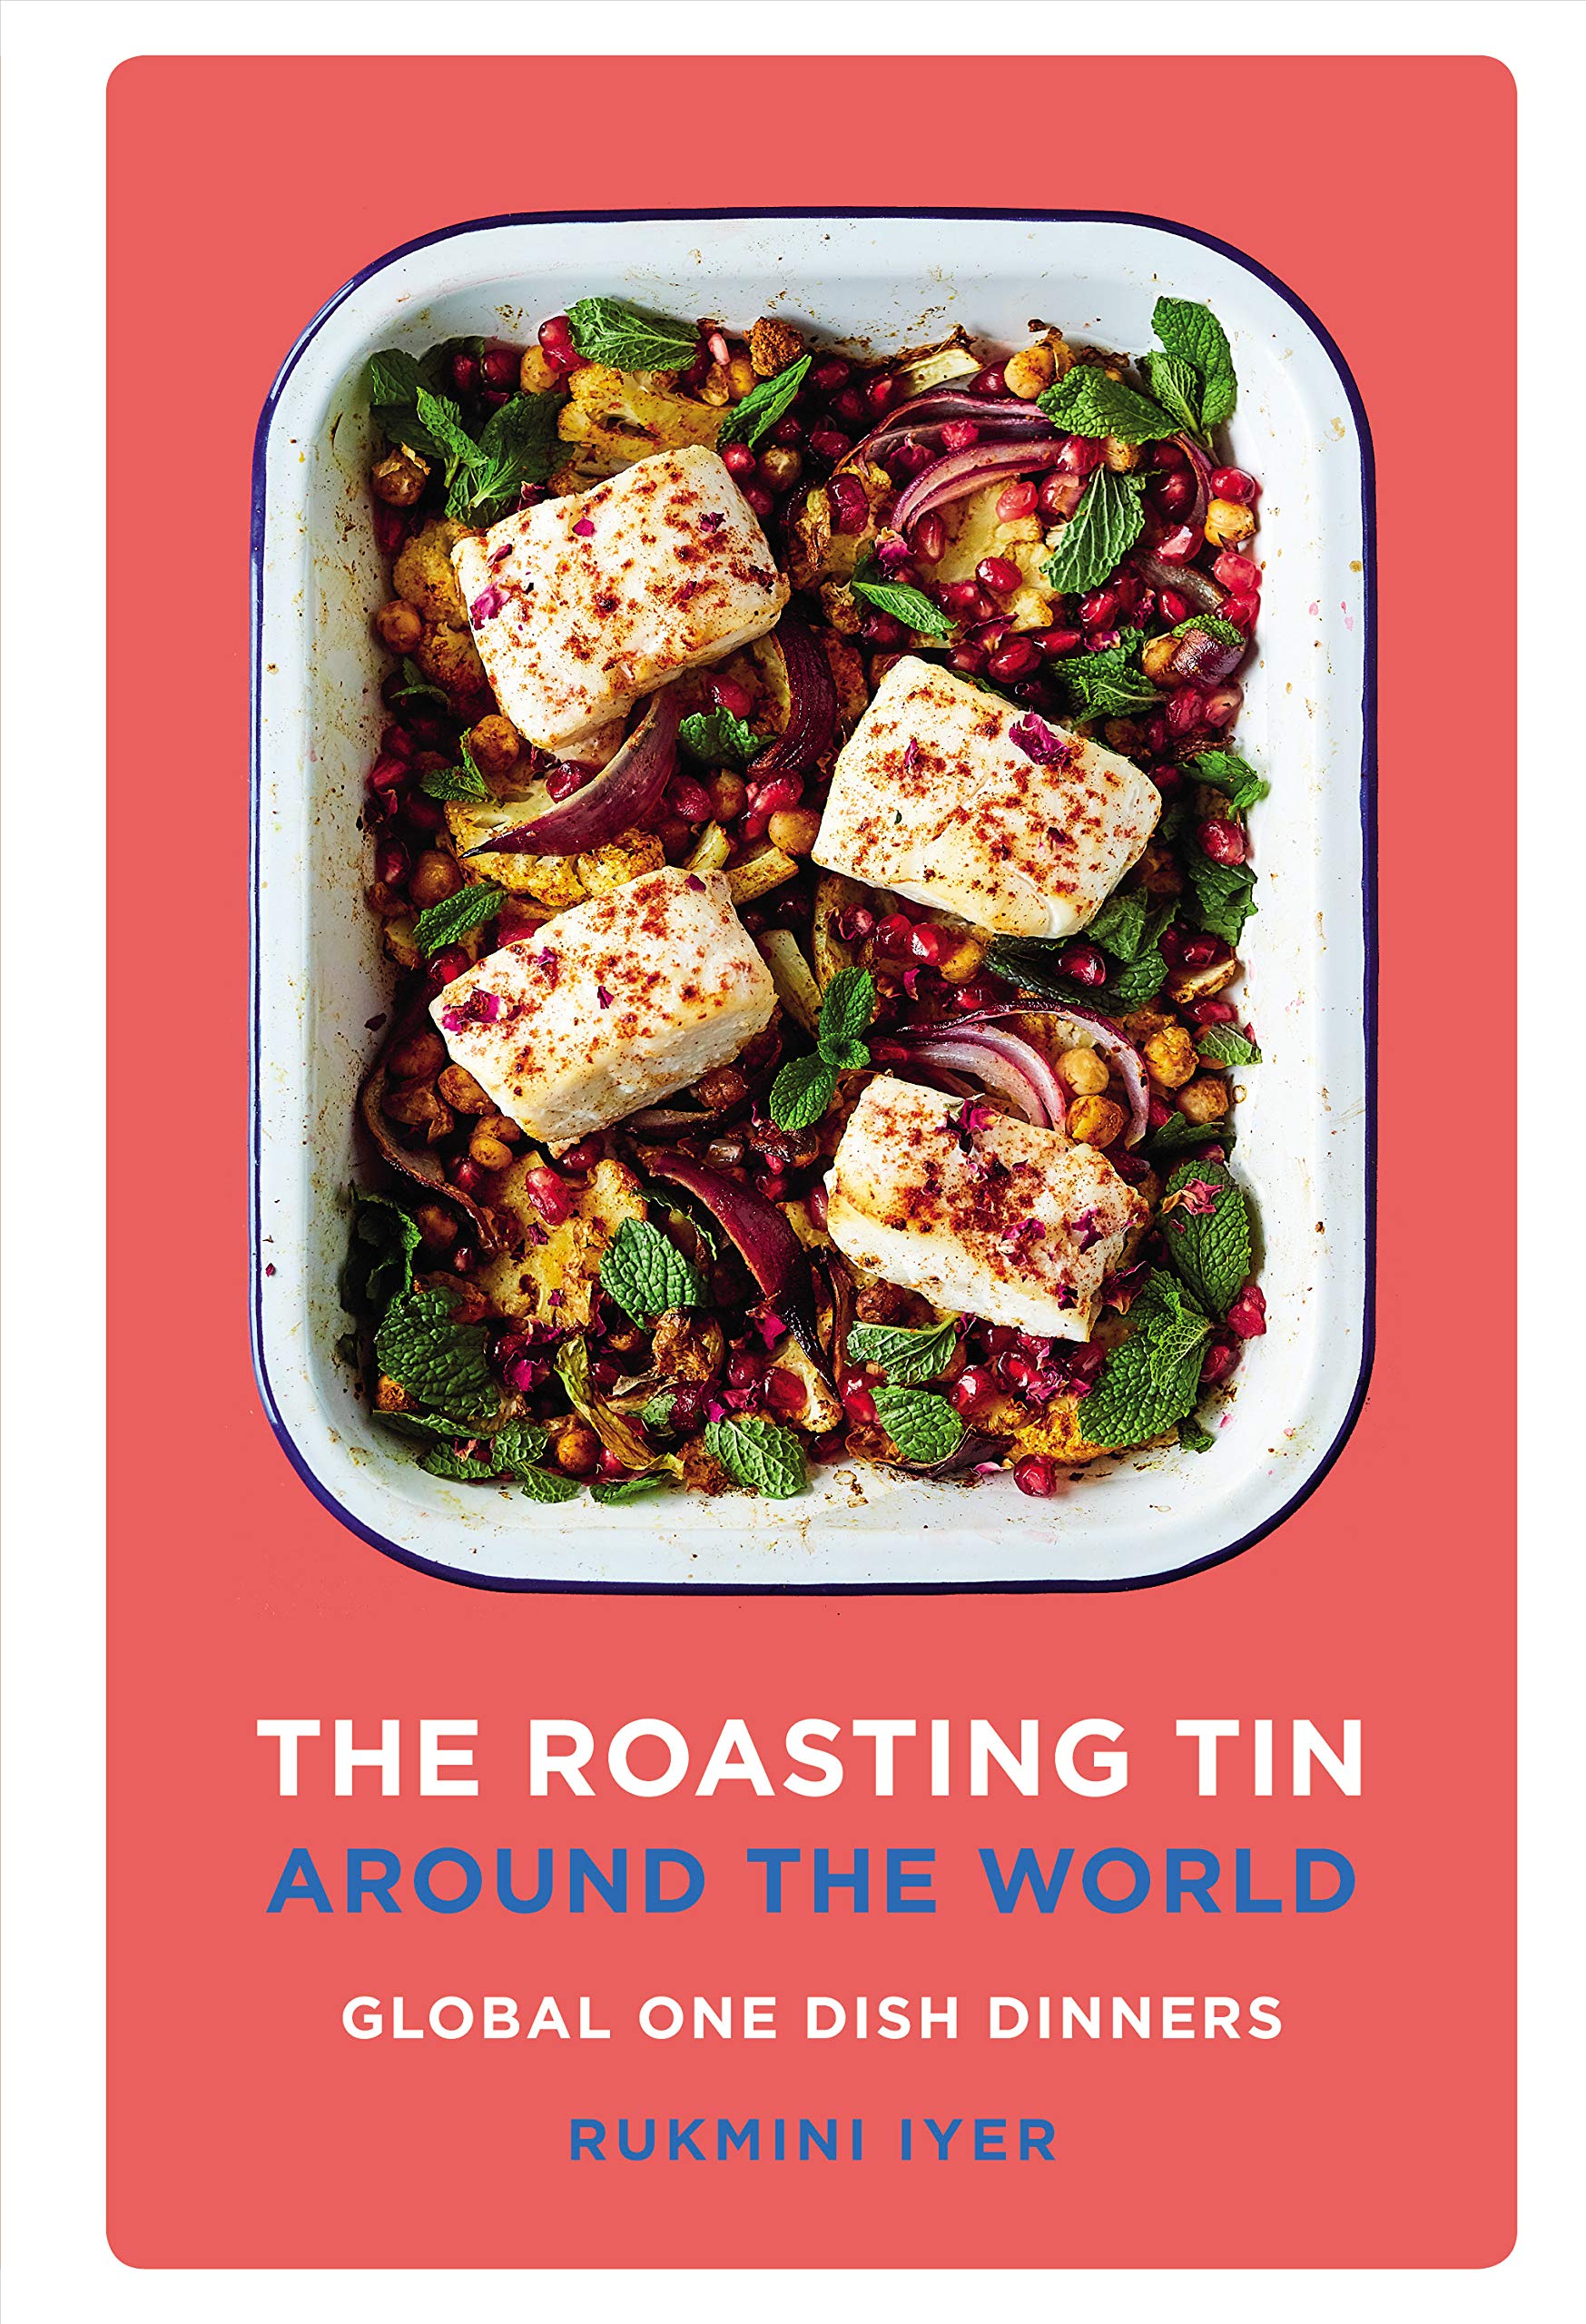 THE ROASTING TIN
AROUND THE WORLD
GLOBAL ONE DISH DINNERS
RUKMINI IYER